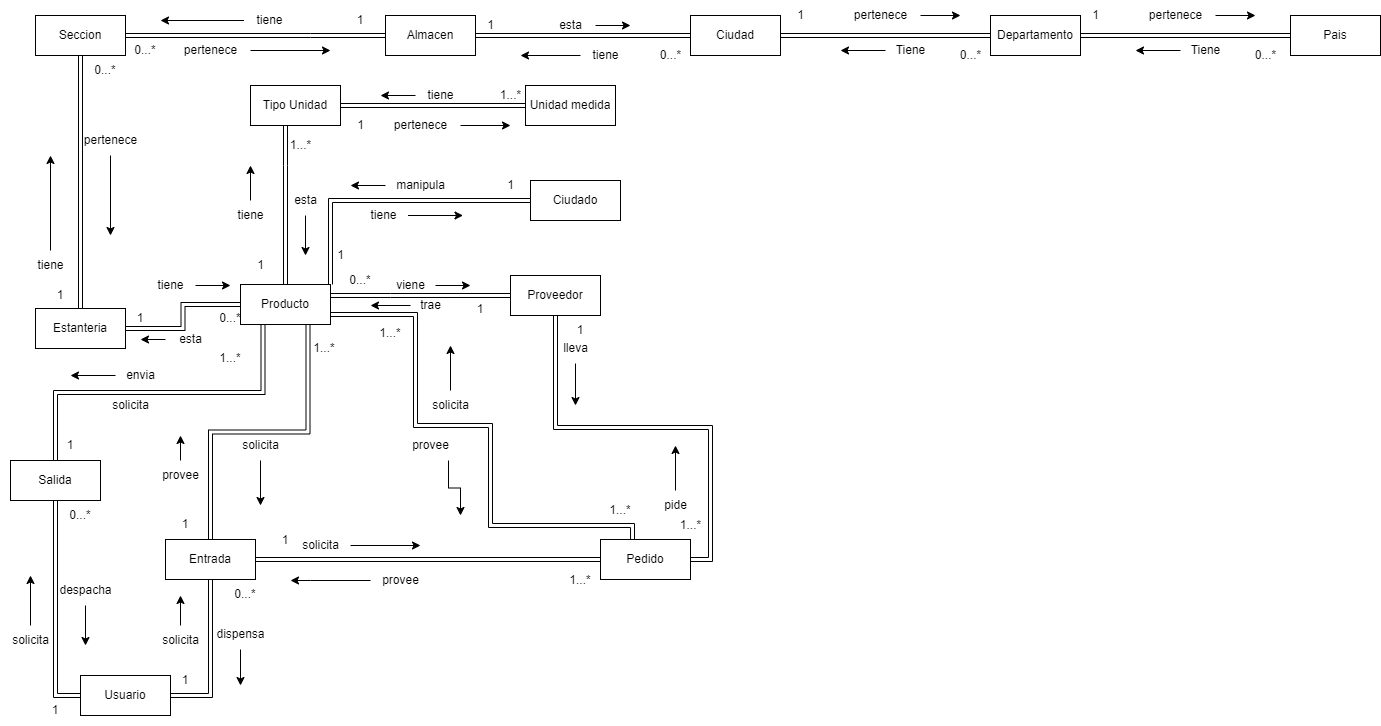 tiene
1
1
esta
1
pertenece
1
pertenece
Seccion
Almacen
Ciudad
Departamento
Pais
0...*
pertenece
tiene
0...*
Tiene
0...*
Tiene
0...*
0...*
tiene
1...*
Tipo Unidad
Unidad medida
1
pertenece
pertenece
1...*
manipula
1
esta
Ciudado
tiene
tiene
1
tiene
1
0...*
tiene
viene
1
Producto
Proveedor
trae
1
1
0...*
Estanteria
1...*
1
esta
1...*
lleva
1...*
envia
solicita
solicita
1
solicita
provee
provee
Salida
pide
0...*
1...*
1
1...*
1
solicita
Entrada
Pedido
0...*
provee
1...*
despacha
solicita
solicita
dispensa
1
Usuario
1